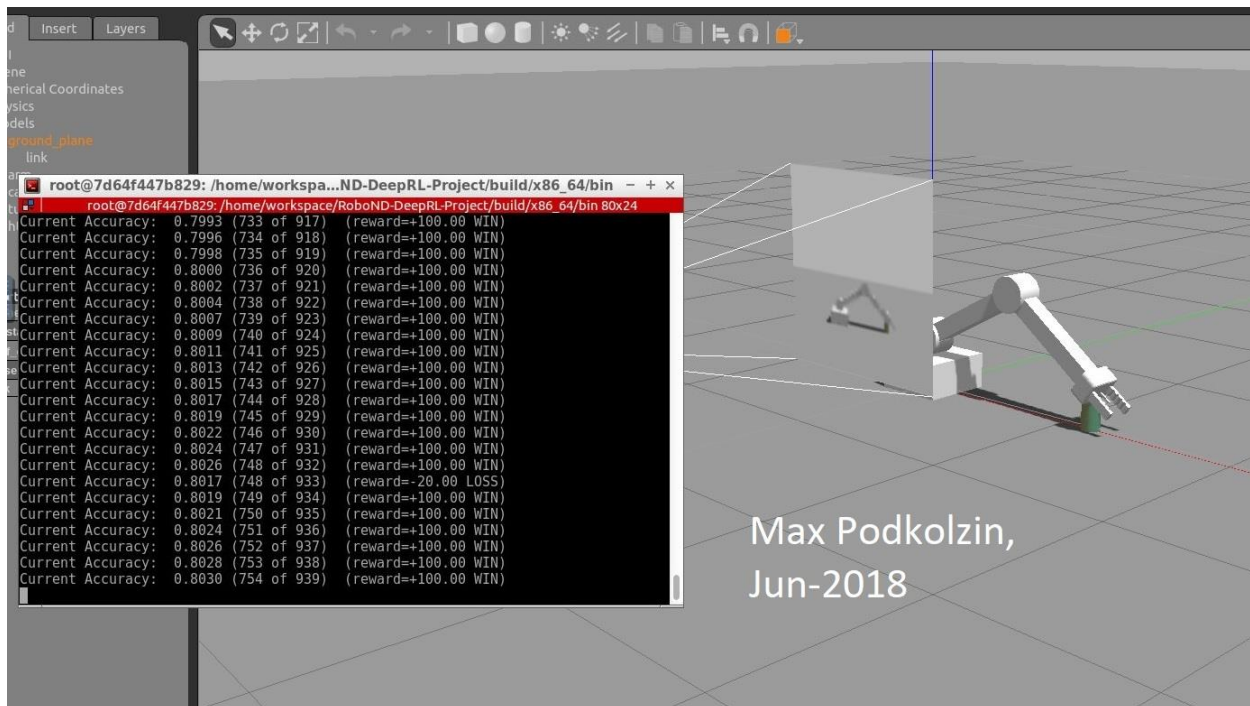 Insert
Layers
nerical Coordinates
ground_plane
link
root@7d64f447b829: /home/workspa...ND-DeepRL-Project/build/x86_64/bin
root@7d64f447b829: /home/workspace/RoboND-DeepRL-Project/build/x86_64/bin 80x24
Current Accuracy:  0.7993 (733 of 917)  (reward=+100.00 WIN)
Current Accuracy:  0.7996 (734 of 918)  (reward=+100.00 WIN)
Current Accuracy:  0.7998 (735 of 919)  (reward=+100.00 WIN)
Current Accuracy:  0.8000 (736 of 920)  (reward=+100.00 WIN)
Current Accuracy:  0.8002 (737 of 921)  (reward=+100.00 WIN)
Current Accuracy:  0.8004 (738 of 922)  (reward=+100.00 WIN)
Current Accuracy:  0.8007 (739 of 923)  (reward=+100.00 WIN)
Current Accuracy:  0.8009 (740 of 924)  (reward=+100.00 WIN)
Current Accuracy:  0.8011 (741 of 925)  (reward=+100.00 WIN)
Current Accuracy:  0.8013 (742 of 926)  (reward=+100.00 WIN)
Current Accuracy:  0.8015 (743 of 927)  (reward=+100.00 WIN)
Current Accuracy:  0.8017 (744 of 928)  (reward=+100.00 WIN)
Current Accuracy:  0.8019 (745 of 929)  (reward=+100.00 WIN)
Current Accuracy:  0.8022 (746 of 930)  (reward=+100.00 WIN)
Current Accuracy:  0.8024 (747 of 931)  (reward=+100.00 WIN)
Current Accuracy:  0.8026 (748 of 932)  (reward=+100.00 WIN)
Current Accuracy:  0.8017 (748 of 933)  (reward=-20.00 LOSS)
Current Accuracy:  0.8019 (749 of 934)  (reward=+100.00 WIN)
Current Accuracy:  0.8021 (750 of 935)  (reward=+100.00 WIN)
Current Accuracy:  0.8024 (751 of 936)  (reward=+100.00 WIN)
Current Accuracy:  0.8026 (752 of 937)  (reward=+100.00 WIN)
Current Accuracy:  0.8028 (753 of 938)  (reward=+100.00 WIN)
Current Accuracy:  0.8030 (754 of 939)  (reward=+100.00 WIN)
Max Podkolzin,
Jun-2018